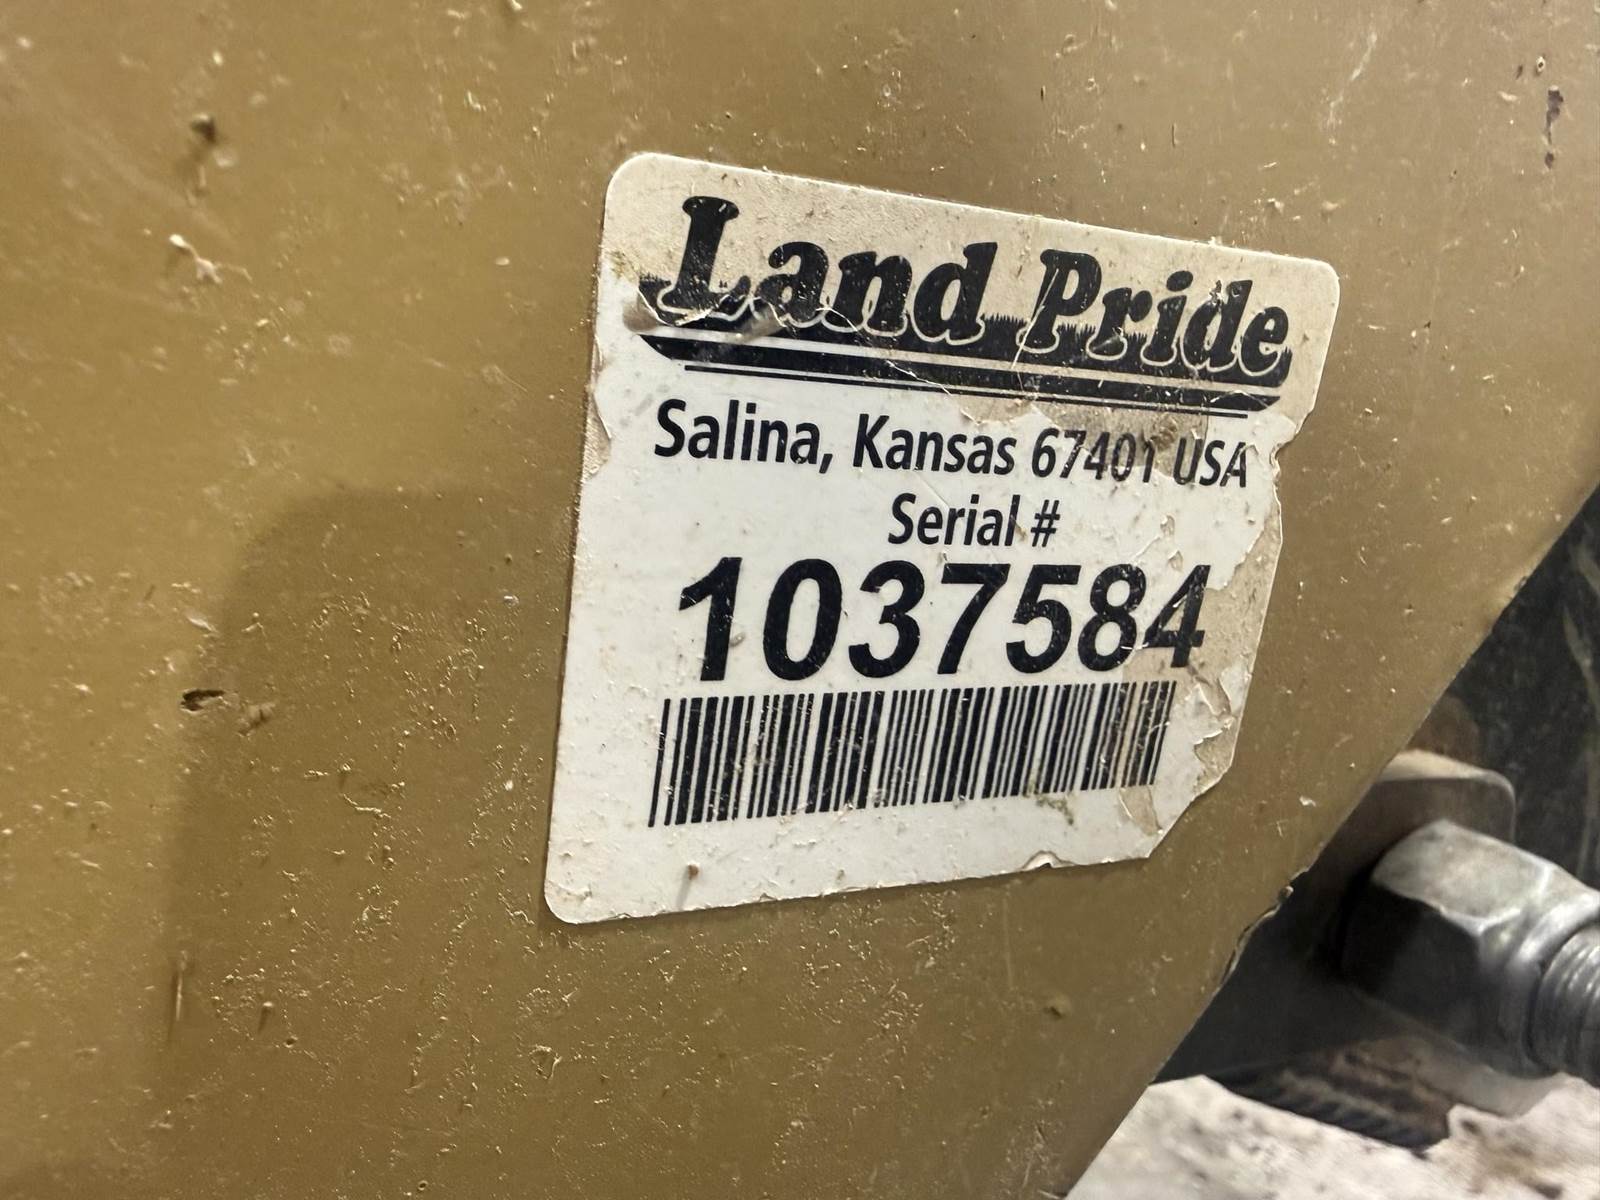 Land Pride
Salina, Kansas 67401 USA
Serial #
1037584